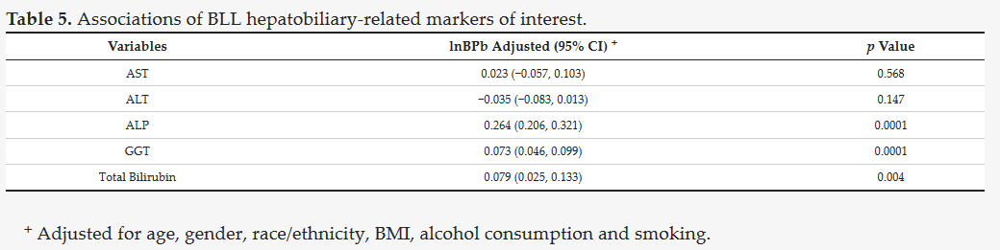 Table 5. Associations of BLL hepatobiliary-related markers of interest.
Variables lnBPb Adjusted (95% CI) + p Value
AST 0.023 (−0.057, 0.103) 0.568
ALT −0.035 (−0.083, 0.013) 0.147
ALP 0.264 (0.206, 0.321) 0.0001
GGT 0.073 (0.046, 0.099) 0.0001
Total Bilirubin 0.079 (0.025, 0.133) 0.004
+ Adjusted for age, gender, race/ethnicity, BMI, alcohol consumption and smoking.